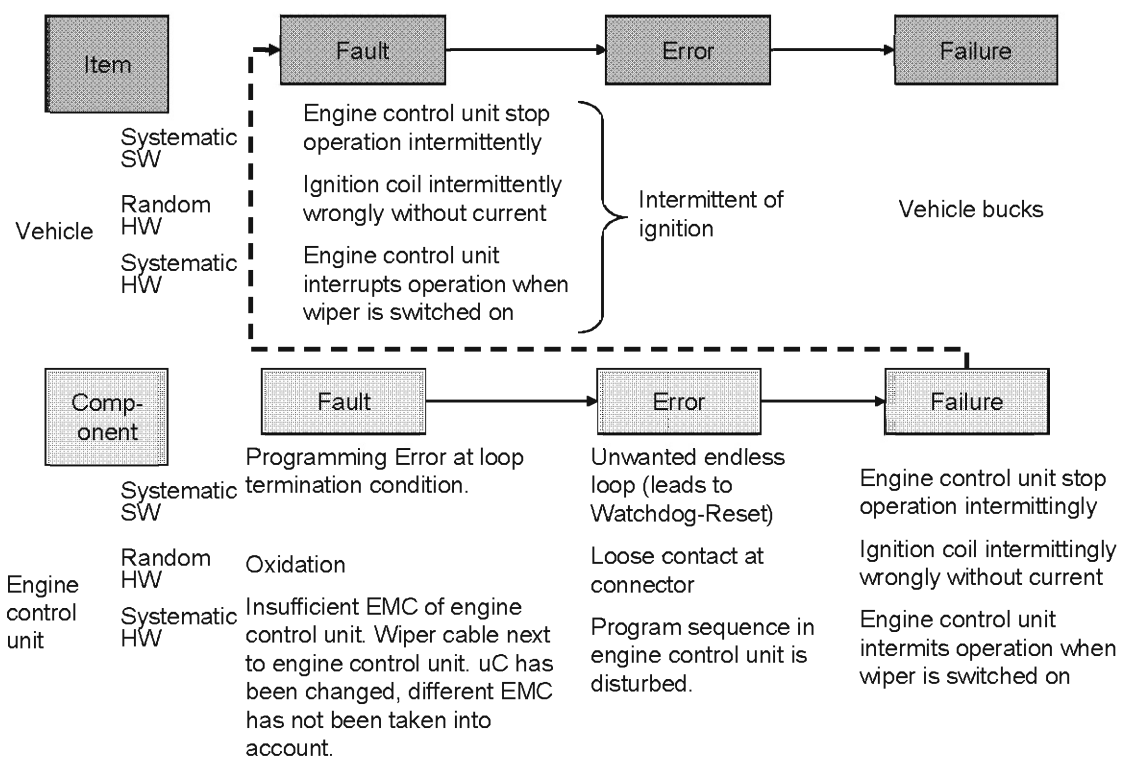 Item
Fault
Error
Failure
Vehicle
Systematic
SW
Random
HW
Systematic
HW
Engine control unit stop
operation intermittently
Ignition coil intermittently
wrongly without current
Engine control unit
interrupts operation when
wiper is switched on
Intermittent of
ignition
Vehicle bucks
Comp-
onent
Fault
Error
Failure
Engine
control
unit
Systematic
SW
Random
HW
Systematic
HW
Programming Error at loop
termination condition.
Oxidation
Insufficient EMC of engine
control unit. Wiper cable next
to engine control unit. uC has
been changed, different EMC
has not been taken into
account.
Unwanted endless
loop (leads to
Watchdog-Reset)
Loose contact at
connector
Program sequence in
engine control unit is
disturbed.
Engine control unit stop
operation intermittingly
Ignition coil intermittingly
wrongly without current
Engine control unit
intermits operation when
wiper is switched on